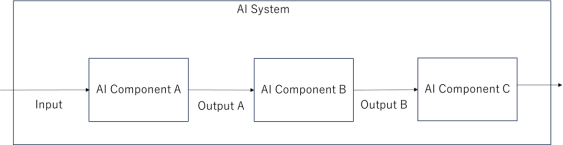 AI System
Input
AI Component A
Output A
AI Component B
Output B
AI Component C